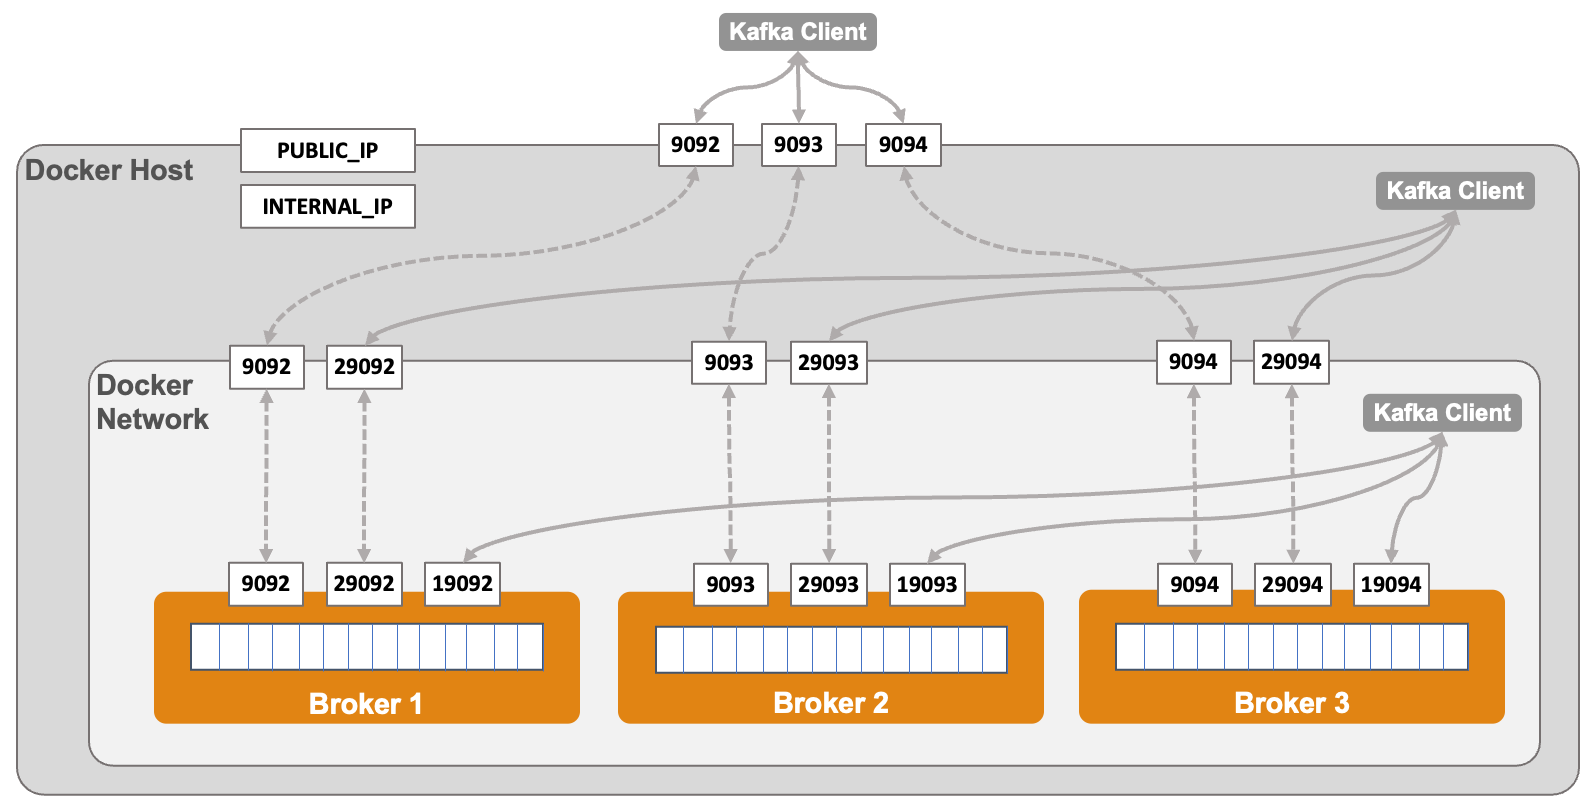 Kafka Client
9092 9093 9094
PUBLIC_IP
Docker Host
Kafka Client
INTERNAL_IP
9092 29092 9093 29093 9094 29094
Docker
Network
Kafka Client
9092 29092 19092 9093 29093 19093 9094 29094 19094
Broker 1 Broker 2 Broker 3